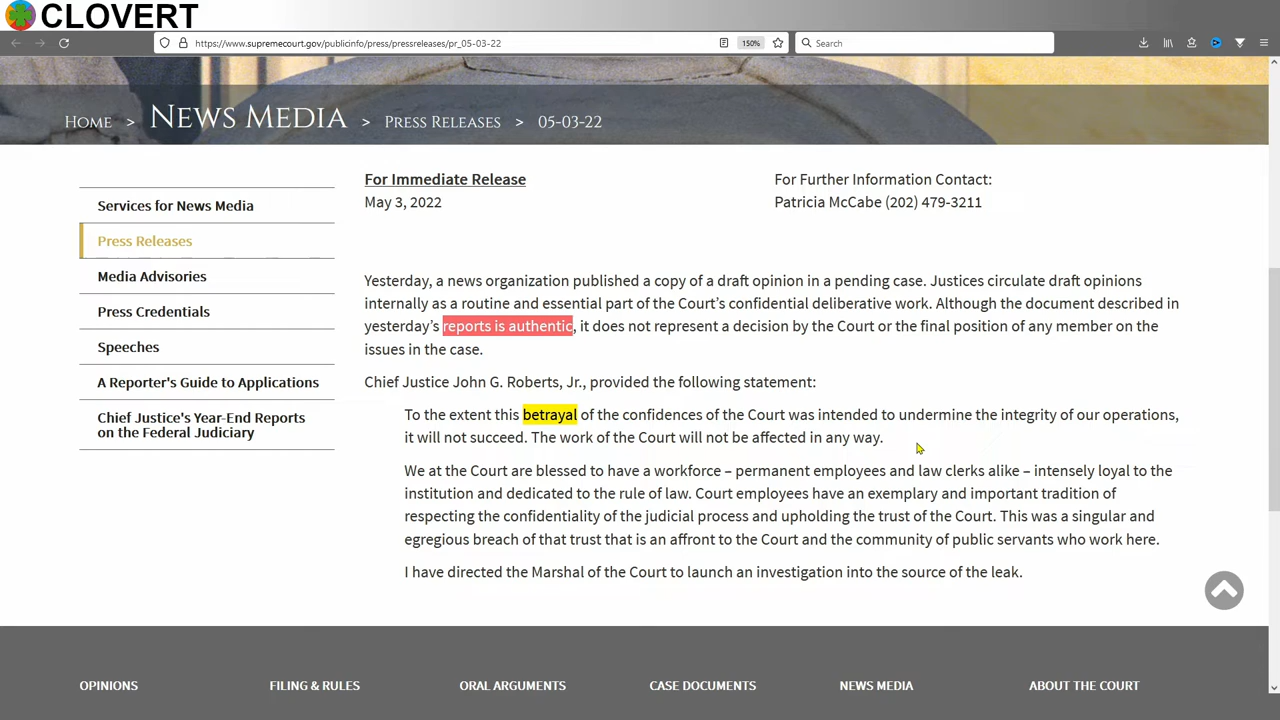 CLOVERT
https://www.supremecourt.gov/publicinfo/press/pressreleases/pr_05-03-22
150%
Search
HOME > NEWS MEDIA > PRESS RELEASES > 05-03-22
Services for News Media
Press Releases
Media Advisories
Press Credentials
Speeches
A Reporter's Guide to Applications
Chief Justice's Year-End Reports
on the Federal Judiciary
For Immediate Release
May 3, 2022
For Further Information Contact:
Patricia McCabe (202) 479-3211
Yesterday, a news organization published a copy of a draft opinion in a pending case. Justices circulate draft opinions
internally as a routine and essential part of the Court’s confidential deliberative work. Although the document described in
yesterday’s reports is authentic, it does not represent a decision by the Court or the final position of any member on the
issues in the case.
Chief Justice John G. Roberts, Jr., provided the following statement:
To the extent this betrayal of the confidences of the Court was intended to undermine the integrity of our operations,
it will not succeed. The work of the Court will not be affected in any way.
We at the Court are blessed to have a workforce – permanent employees and law clerks alike – intensely loyal to the
institution and dedicated to the rule of law. Court employees have an exemplary and important tradition of
respecting the confidentiality of the judicial process and upholding the trust of the Court. This was a singular and
egregious breach of that trust that is an affront to the Court and the community of public servants who work here.
I have directed the Marshal of the Court to launch an investigation into the source of the leak.
OPINIONS
FILING & RULES
ORAL ARGUMENTS
CASE DOCUMENTS
NEWS MEDIA
ABOUT THE COURT